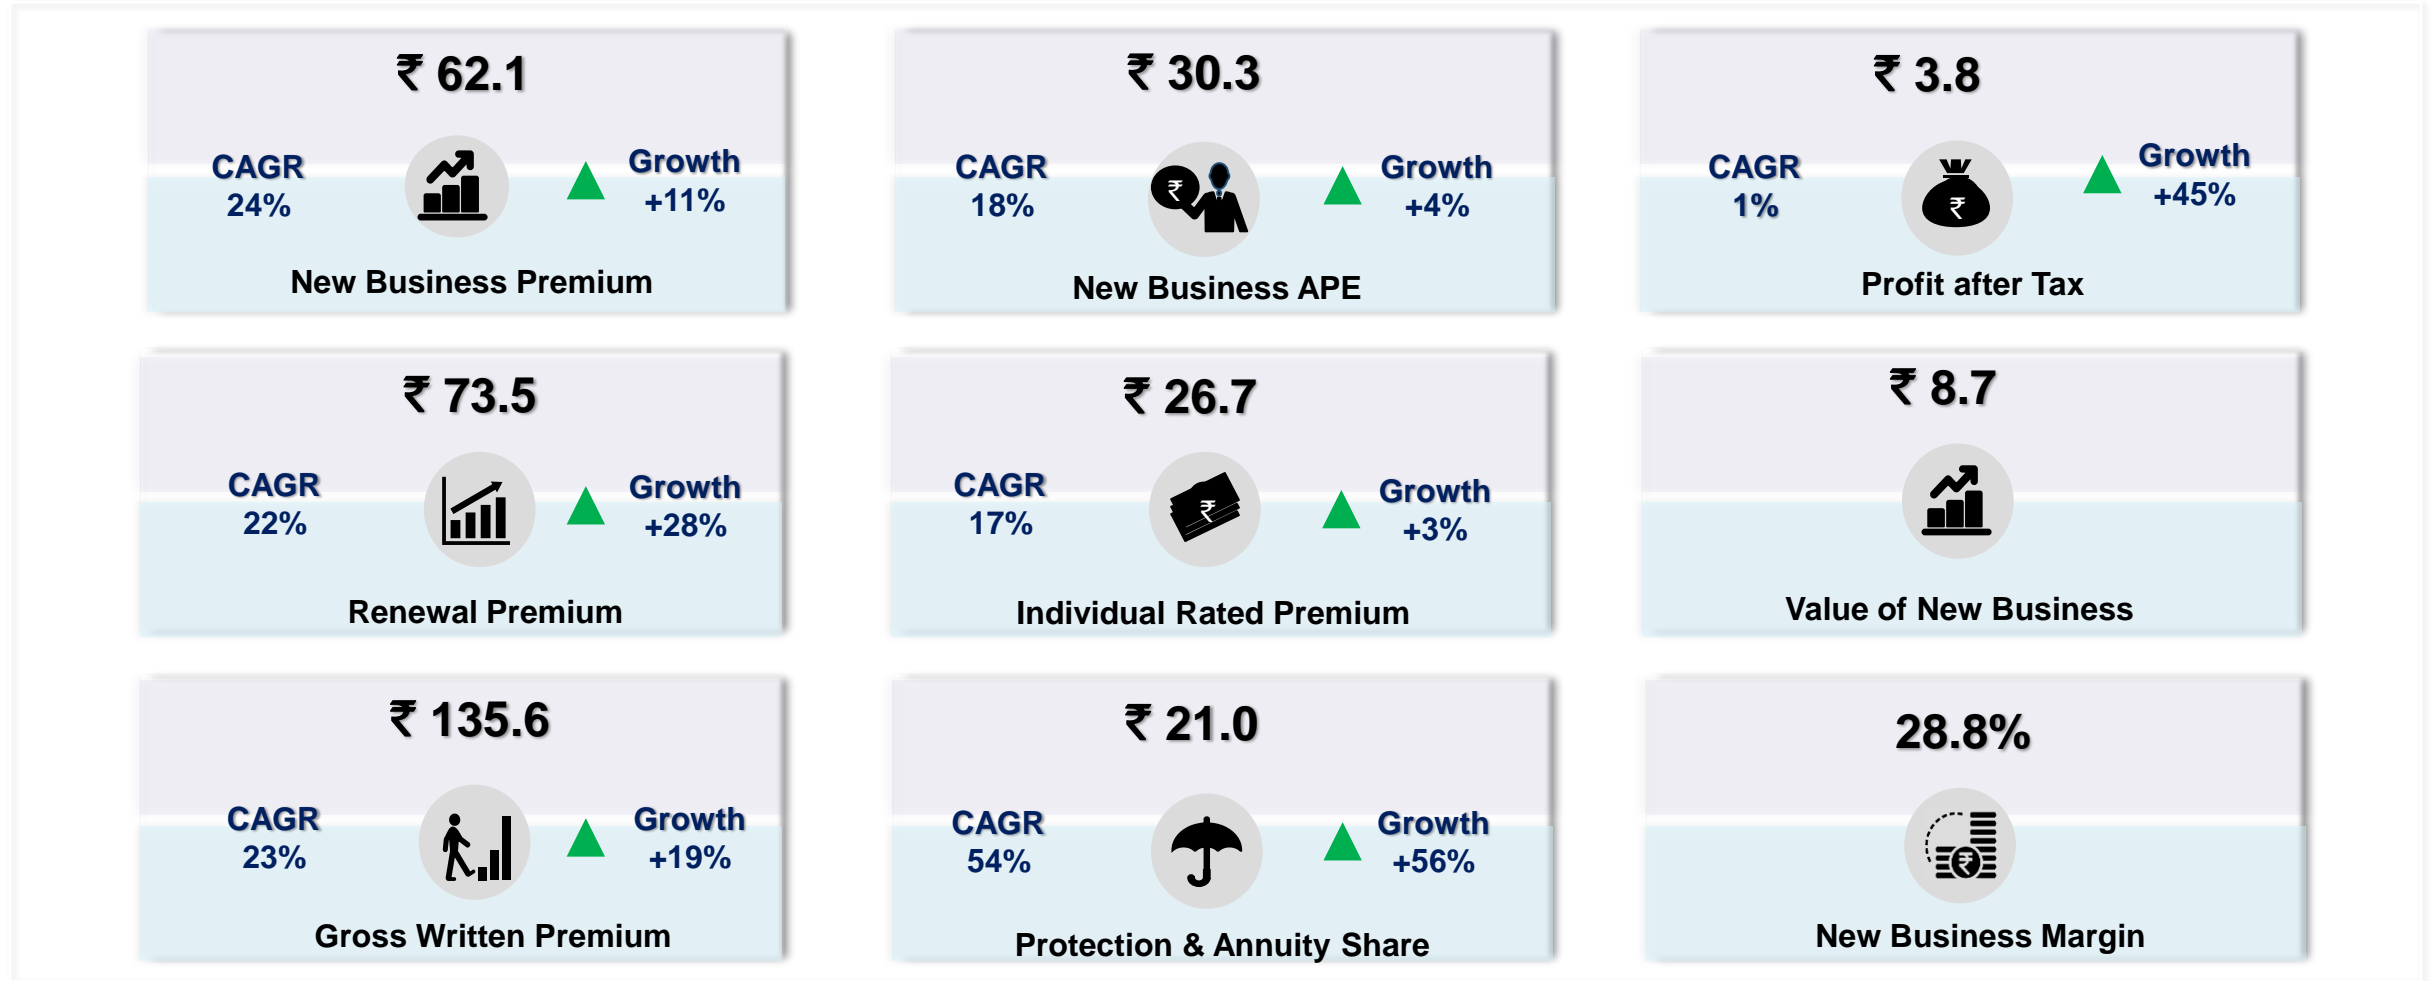 ₹ 62.1
CAGR
24%
Growth
+11%
New Business Premium
₹ 30.3
CAGR
18%
₹
Growth
+4%
New Business APE
₹ 3.8
CAGR
1%
₹
Growth
+45%
Profit after Tax
₹ 73.5
CAGR
22%
Growth
+28%
Renewal Premium
₹ 26.7
CAGR
17%
₹
Growth
+3%
Individual Rated Premium
₹ 8.7
Value of New Business
₹ 135.6
CAGR
23%
Growth
+19%
Gross Written Premium
₹ 21.0
CAGR
54%
Growth
+56%
Protection & Annuity Share
28.8%
₹
New Business Margin